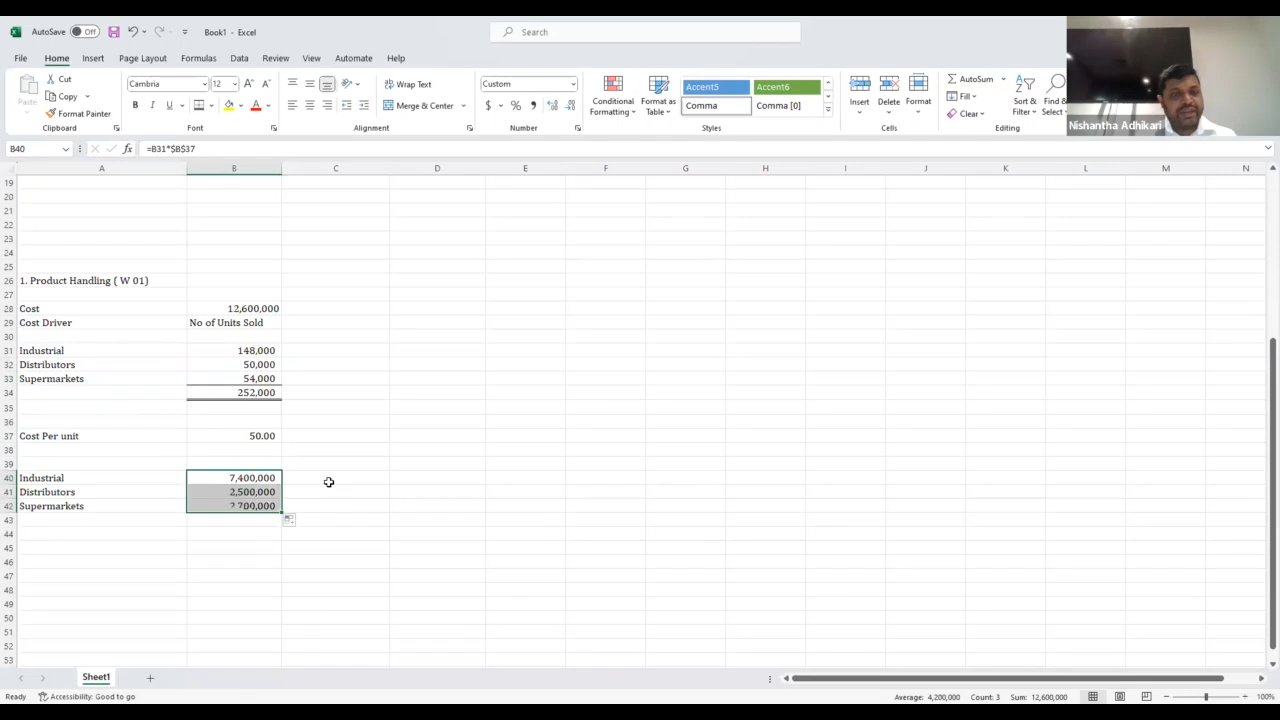 AutoSave Off Book1 - Excel Search
File Home Insert Page Layout Formulas Data Review View Automate Help
Paste Cut Copy Format Painter Clipboard
Cambria 12 A A B I U A Font
Wrap Text Merge & Center Alignment
Custom $ % , Number
Conditional Formatting Format as Table Accent5 Accent6 Comma Comma [0] Styles
Insert Delete Format Cells
AutoSum Fill Clear Sort & Find & Select Editing
Nishantha Adhikari
B40 fx =B31*$B$37
A B C D E F G H I J K L M N
19
20
21
22
23
24
25
26 1. Product Handling ( W 01)
27
28 Cost 12,600,000
29 Cost Driver No of Units Sold
30
31 Industrial 148,000
32 Distributors 50,000
33 Supermarkets 54,000
34 252,000
35
36
37 Cost Per unit 50.00
38
39
40 Industrial 7,400,000
41 Distributors 2,500,000
42 Supermarkets 2,700,000
43
44
45
46
47
48
49
50
51
52
53
Sheet1
Ready Accessibility: Good to go Average: 4,200,000 Count: 3 Sum: 12,600,000 100%